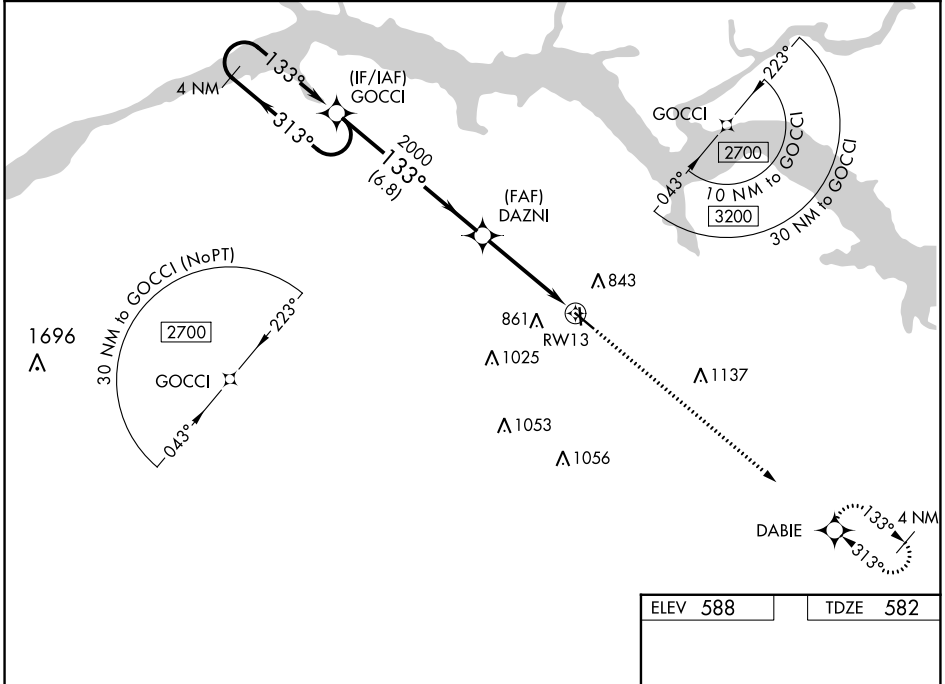 133°
4 NM
(IF/IAF)
GOCCI
313°
2000
133°
(6.8)
(FAF)
DAZNI
GOCCI
223°
2700
043°
10 NM to GOCCI
3200
30 NM to GOCCI
30 NM to GOCCI (NoPT)
2700
223°
GOCCI
043°
1696
843
861
RW13
1025
1137
1053
1056
DABIE
133°
4 NM
313°
ELEV 588
TDZE 582